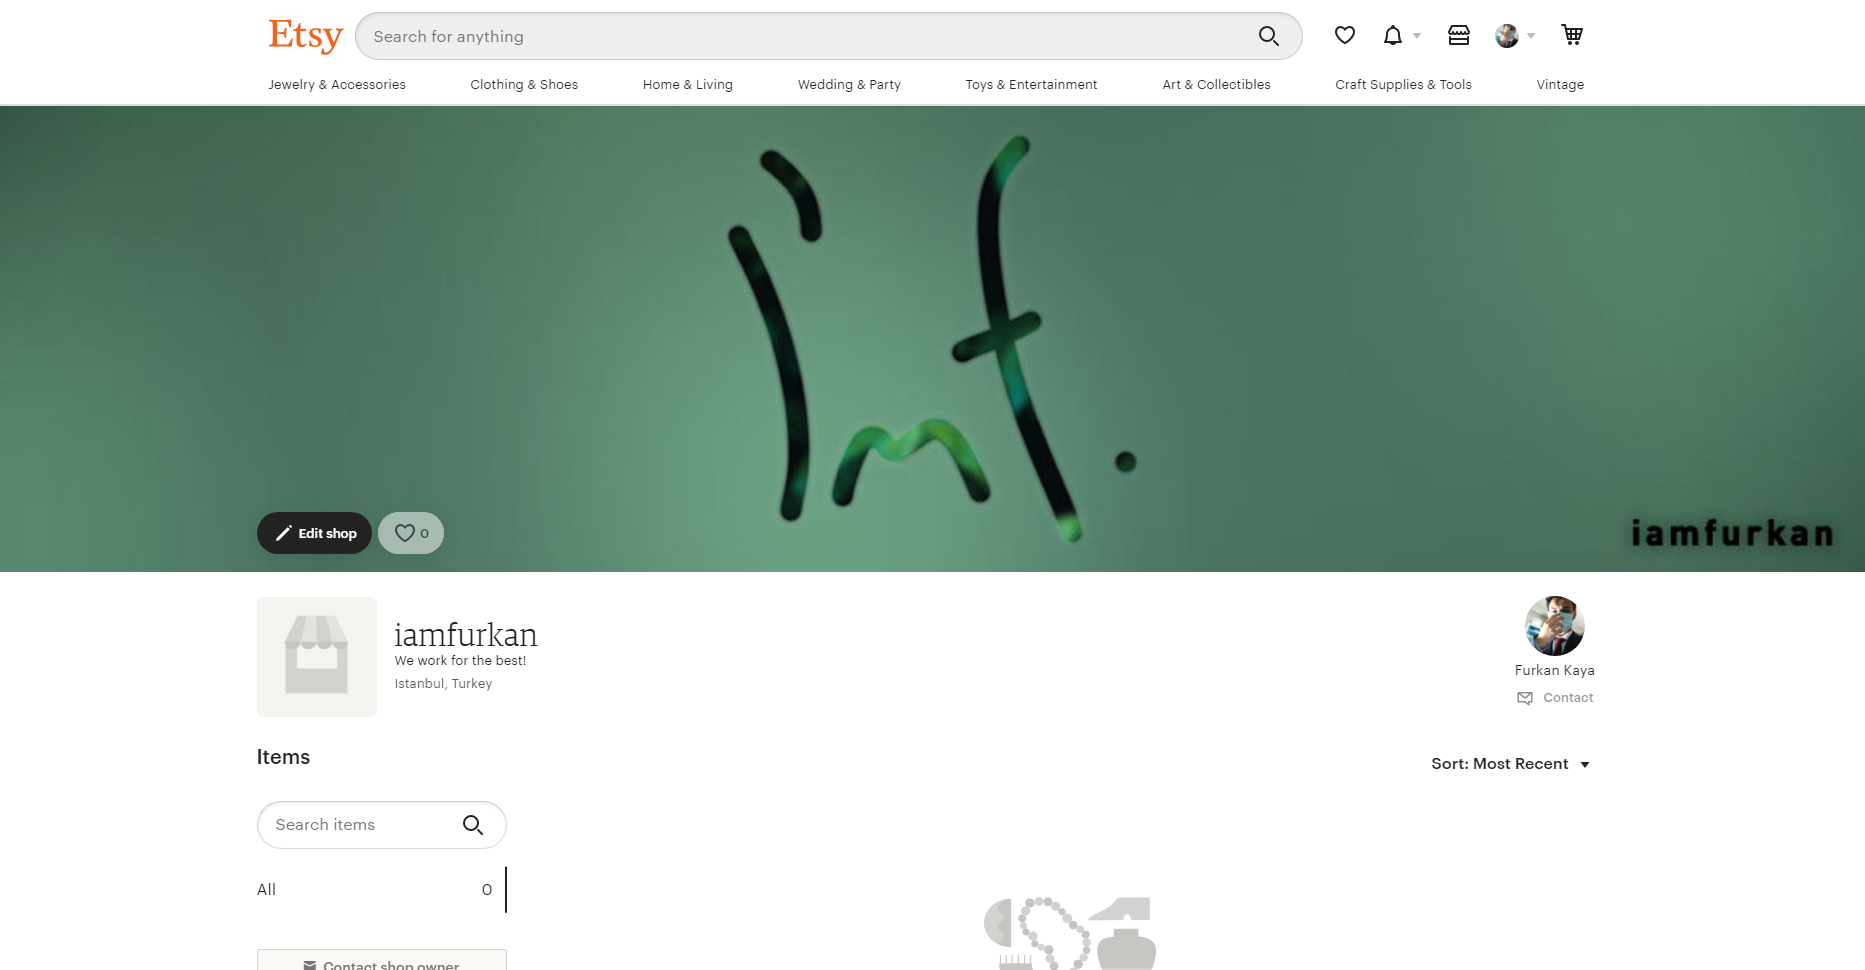 Etsy
Search for anything
Jewelry & Accessories
Clothing & Shoes
Home & Living
Wedding & Party
Toys & Entertainment
Art & Collectibles
Craft Supplies & Tools
Vintage
i'mf.
iamfurkan
Edit shop
0
iamfurkan
We work for the best!
Istanbul, Turkey
Furkan Kaya
Contact
Items
Sort: Most Recent
Search items
All 0
Contact shop owner